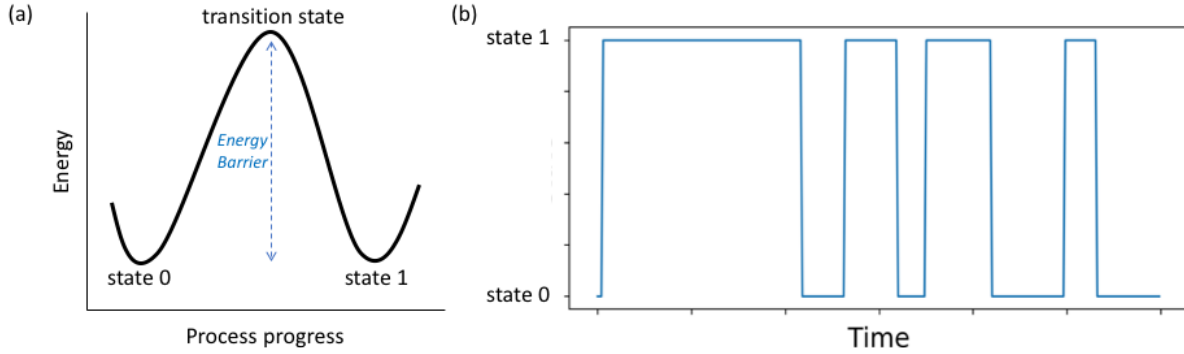 (a)
transition state
Energy
Energy
Barrier
state 0
state 1
Process progress
(b)
state 1
state 0
Time